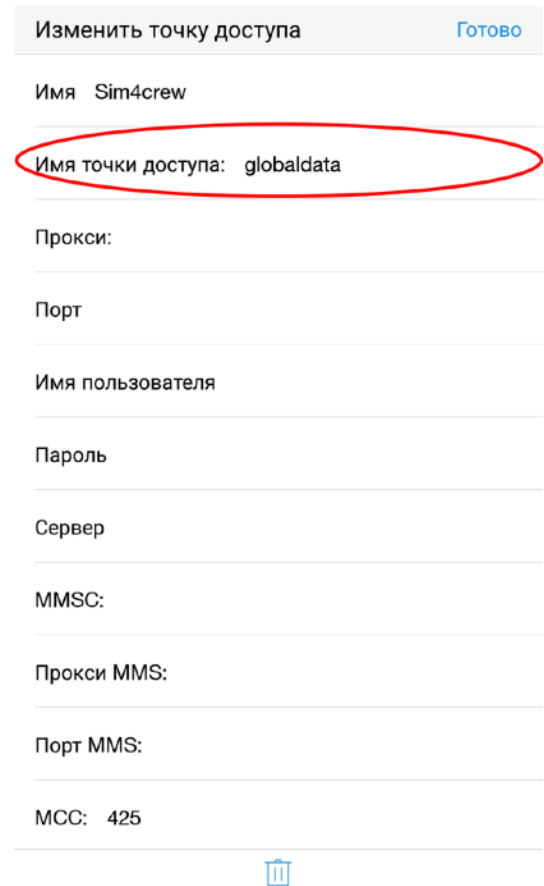 Изменить точку доступа Готово
Имя Sim4crew
Имя точки доступа: globaldata
Прокси:
Порт
Имя пользователя
Пароль
Сервер
MMSC:
Прокси MMS:
Порт MMS:
MCC: 425